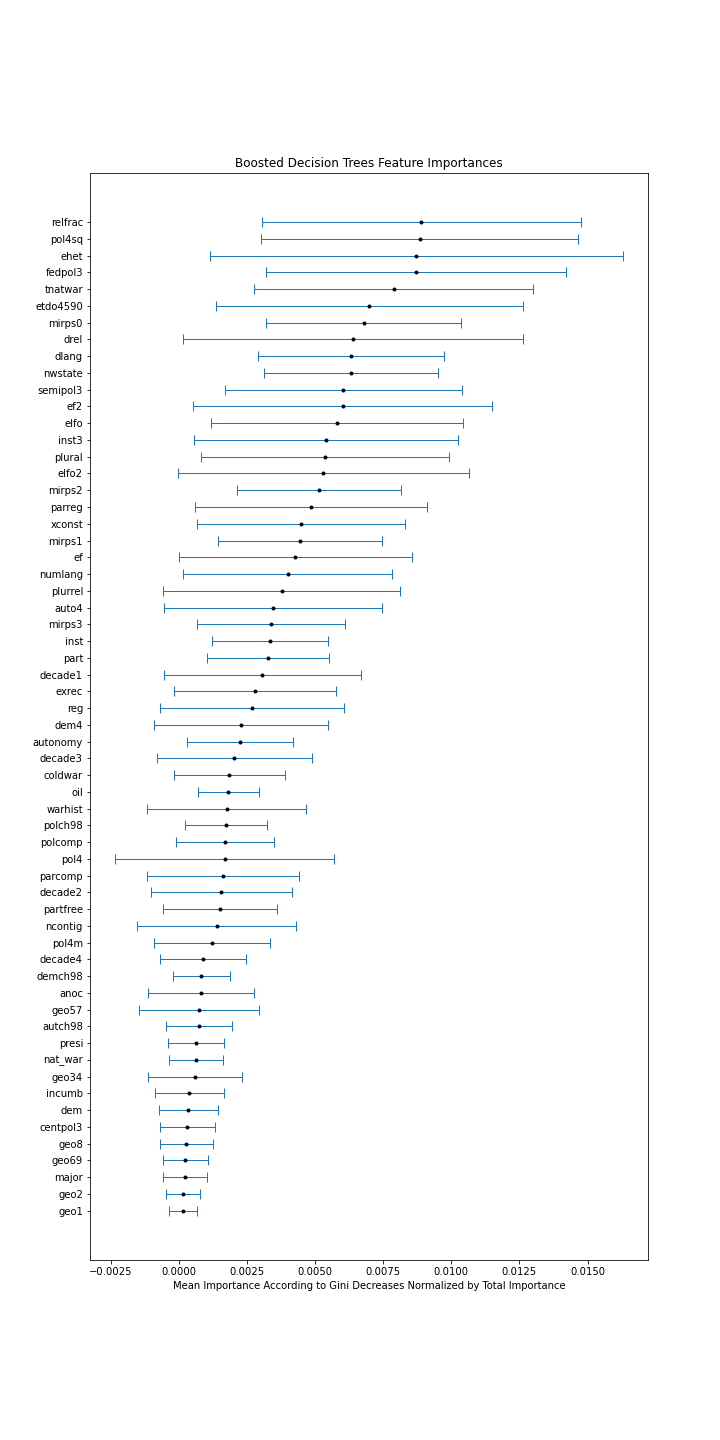 Boosted Decision Trees Feature Importances
relfrac
pol4sq
ehet
fedpol3
tnatwar
etdo4590
mirps0
drel
dlang
nwstate
semipol3
ef2
elfo
inst3
plural
elfo2
mirps2
parreg
xconst
mirps1
ef
numlang
plurrel
auto4
mirps3
inst
part
decade1
exrec
reg
dem4
autonomy
decade3
coldwar
oil
warhist
polch98
polcomp
pol4
parcomp
decade2
partfree
ncontig
pol4m
decade4
demch98
anoc
geo57
autch98
presi
nat_war
geo34
incumb
dem
centpol3
geo8
geo69
major
geo2
geo1
−0.0025 0.0000 0.0025 0.0050 0.0075 0.0100 0.0125 0.0150
Mean Importance According to Gini Decreases Normalized by Total Importance